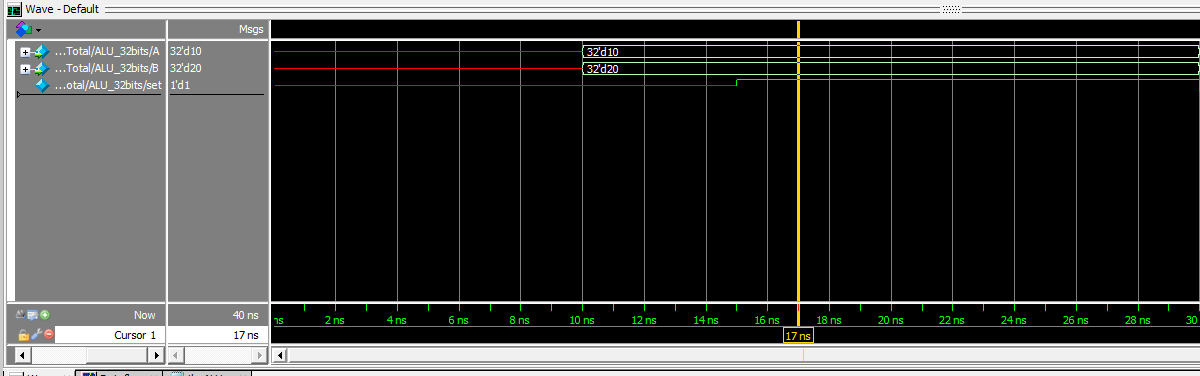 Wave - Default
Msgs
...Total/ALU_32bits/A 32'd10 32'd10
...Total/ALU_32bits/B 32'd20 32'd20
...otal/ALU_32bits/set 1'd1
Now 40 ns ns 2 ns 4 ns 6 ns 8 ns 10 ns 12 ns 14 ns 16 ns 18 ns 20 ns 22 ns 24 ns 26 ns 28 ns 30
Cursor 1 17 ns 17 ns